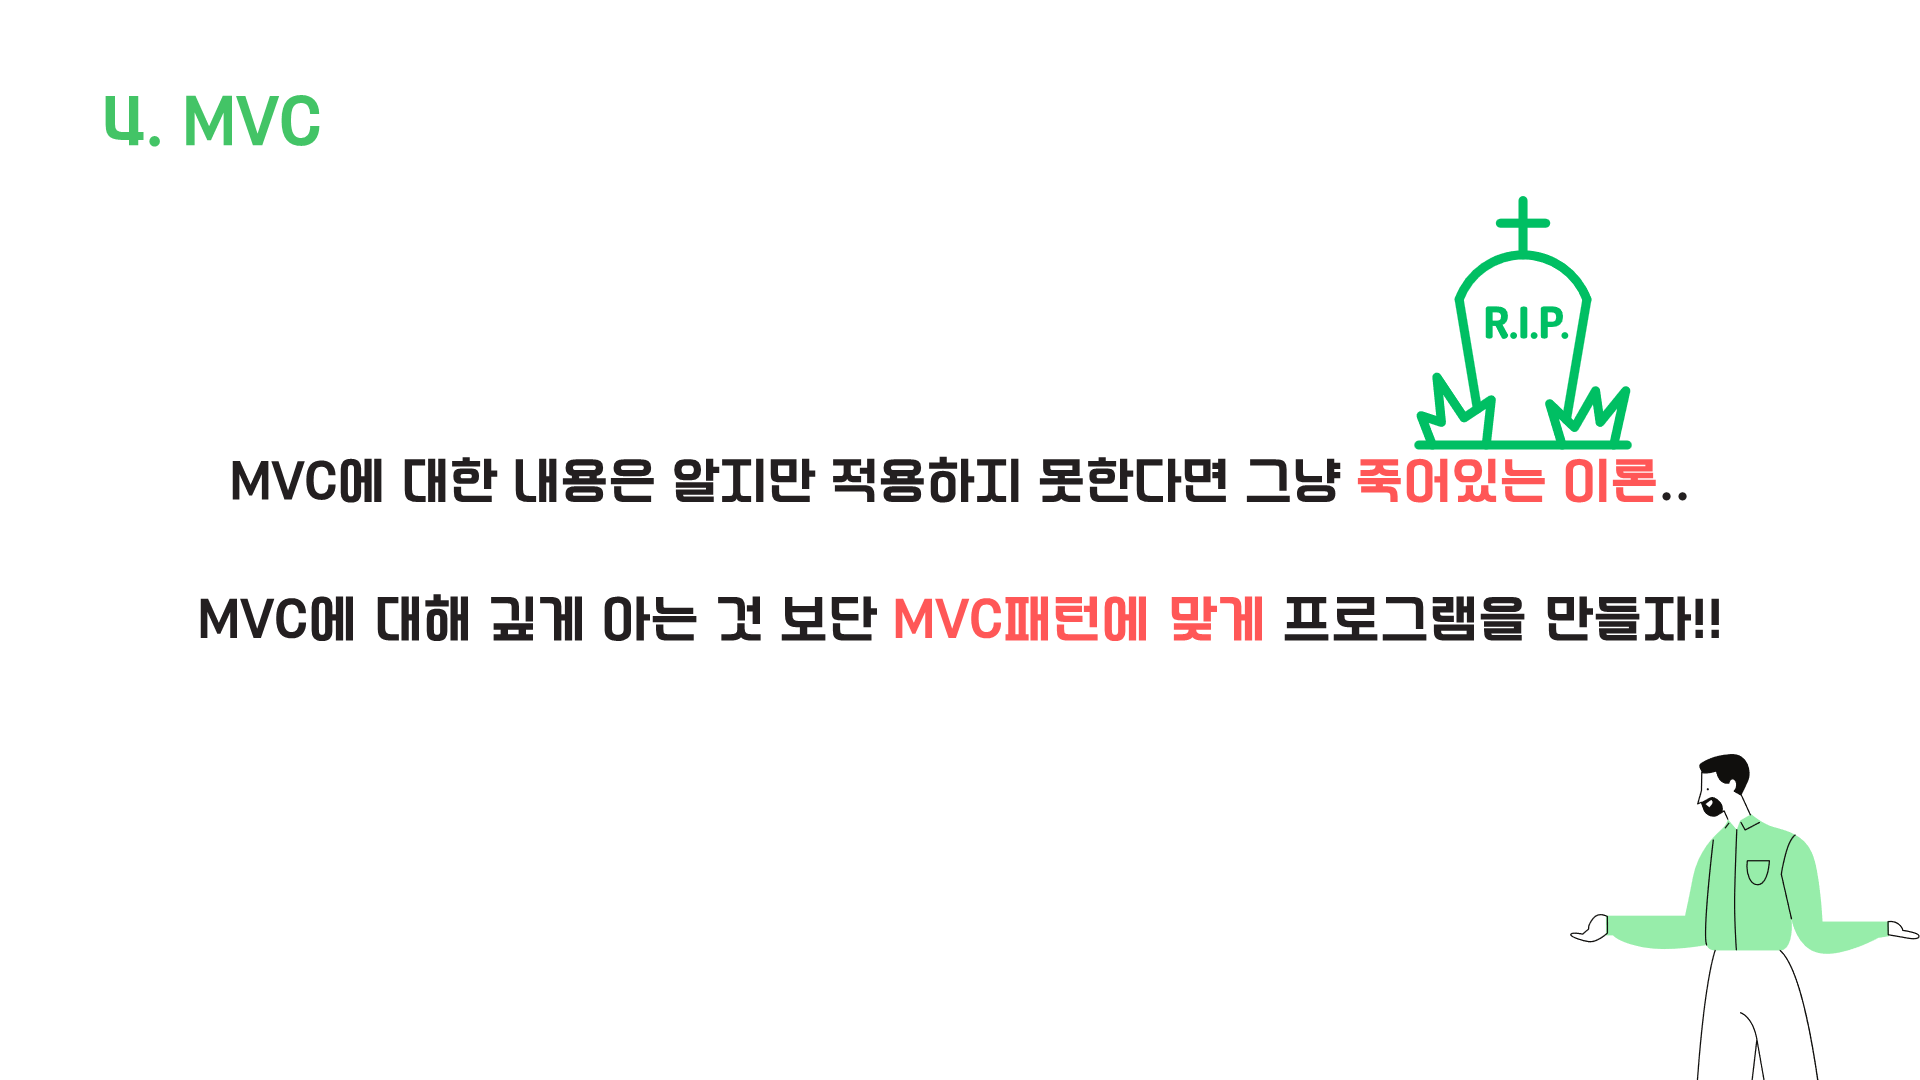 4. MVC
R.I.P.
MVC에 대한 내용은 알지만 적용하지 못한다면 그냥 죽어있는 이론..
MVC에 대해 깊게 아는 것 보단 MVC패턴에 맞게 프로그램을 만들자!!